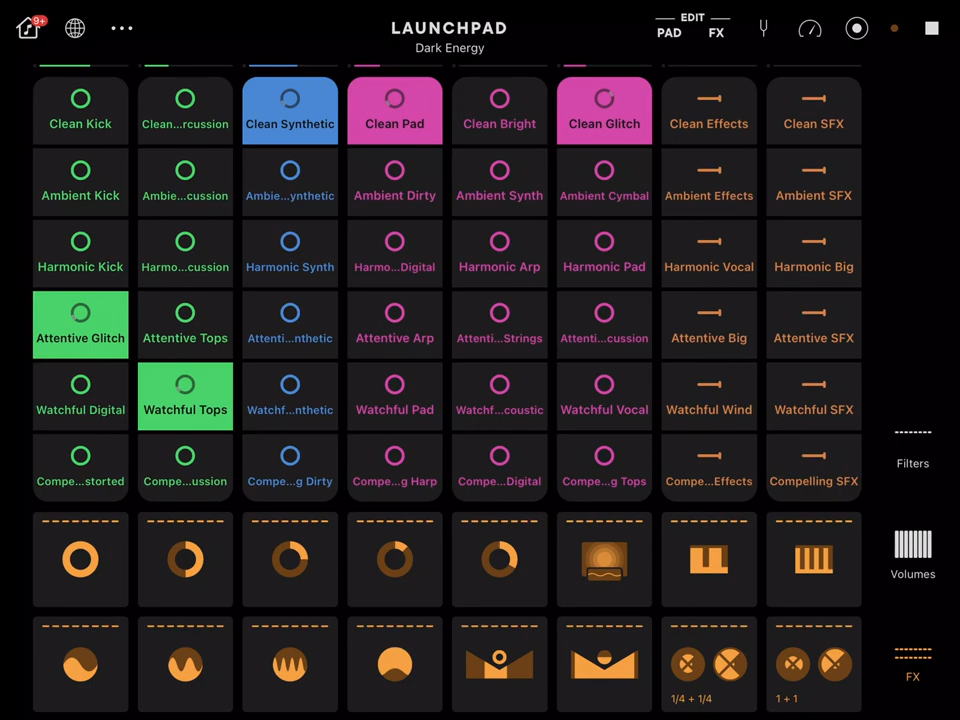 9+
LAUNCHPAD
Dark Energy
EDIT
PAD FX
Clean Kick Clean...rcussion Clean Synthetic Clean Pad Clean Bright Clean Glitch Clean Effects Clean SFX
Ambient Kick Ambie...cussion Ambie...ynthetic Ambient Dirty Ambient Synth Ambient Cymbal Ambient Effects Ambient SFX
Harmonic Kick Harmo...cussion Harmonic Synth Harmo...Digital Harmonic Arp Harmonic Pad Harmonic Vocal Harmonic Big
Attentive Glitch Attentive Tops Attenti...nthetic Attentive Arp Attenti...Strings Attenti...cussion Attentive Big Attentive SFX
Watchful Digital Watchful Tops Watchf...nthetic Watchful Pad Watchf...coustic Watchful Vocal Watchful Wind Watchful SFX
Compe...storted Compe...ussion Compe...g Dirty Compe...g Harp Compe...Digital Compe...g Tops Compe...Effects Compelling SFX
Filters
Volumes
FX
1/4 + 1/4 1 + 1